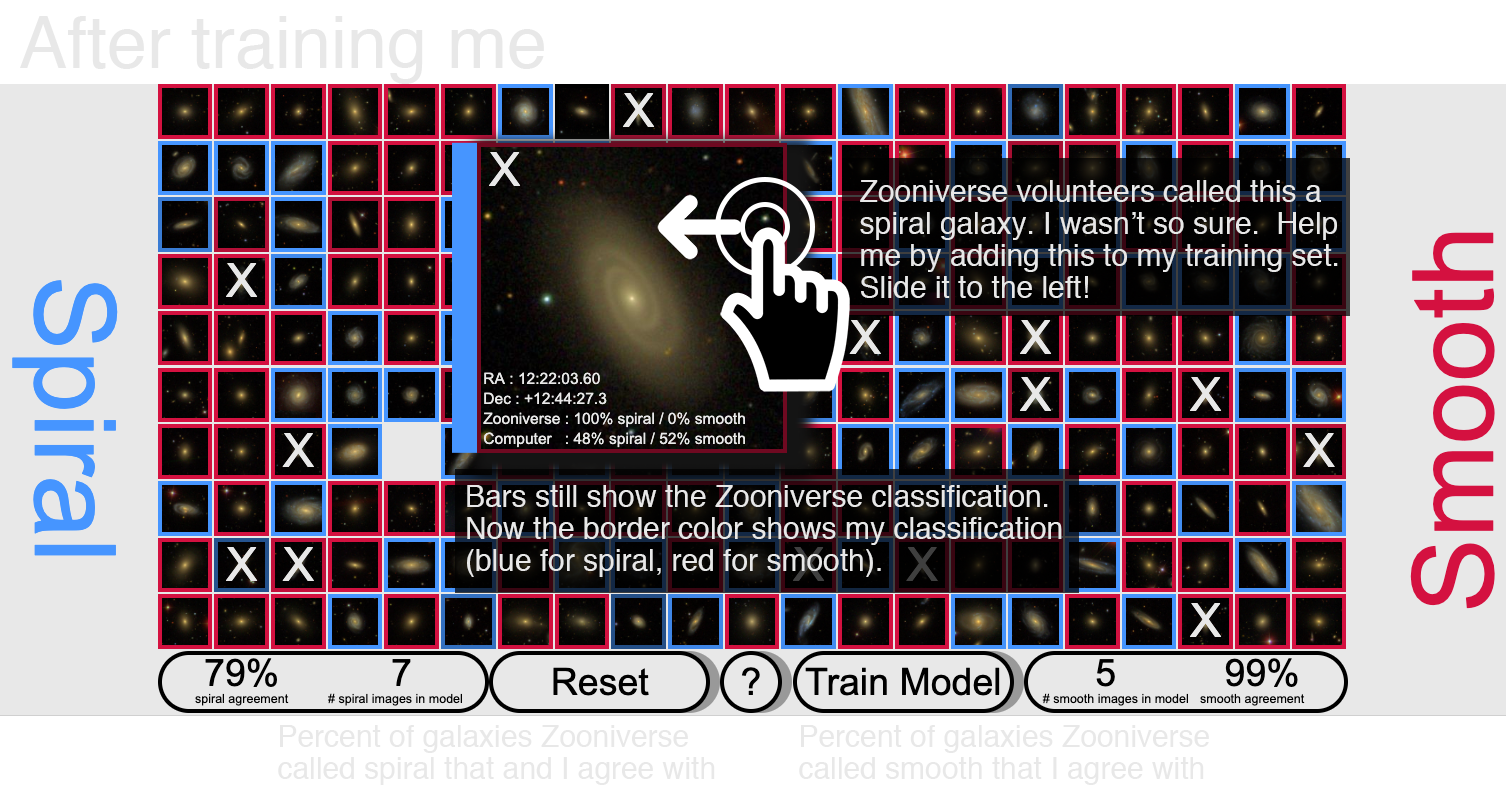 After training me
Spiral
X
X
Zooniverse volunteers called this a
spiral galaxy. I wasn't so sure.  Help
me by adding this to my training set.
Slide it to the left!
X
X
X
RA : 12:22:03.60
Dec : +12:44:27.3
Zooniverse : 100% spiral / 0% smooth
Computer  : 48% spiral / 52% smooth
X
X
X
X
Bars still show the Zooniverse classification.
Now the border color shows my classification
(blue for spiral, red for smooth).
X
X
X
X
X
Smooth
79%
spiral agreement
7
# spiral images in model
Reset
?
Train Model
5
# smooth images in model
99%
smooth agreement
Percent of galaxies Zooniverse
called spiral that and I agree with
Percent of galaxies Zooniverse
called smooth that I agree with